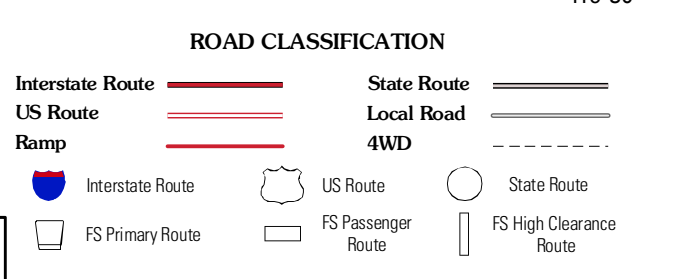 ROAD CLASSIFICATION
Interstate Route
State Route
US Route
Local Road
Ramp
4WD
Interstate Route
US Route
State Route
FS Primary Route
FS Passenger
Route
FS High Clearance
Route